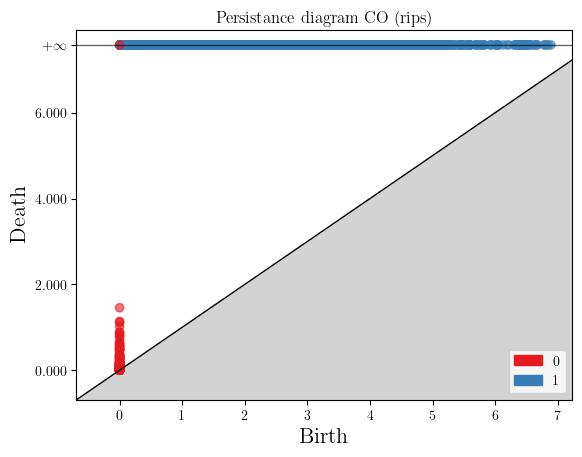 Persistance diagram CO (rips)
+∞
6.000
4.000
2.000
0.000
Death
0 1 2 3 4 5 6 7
Birth
0
1